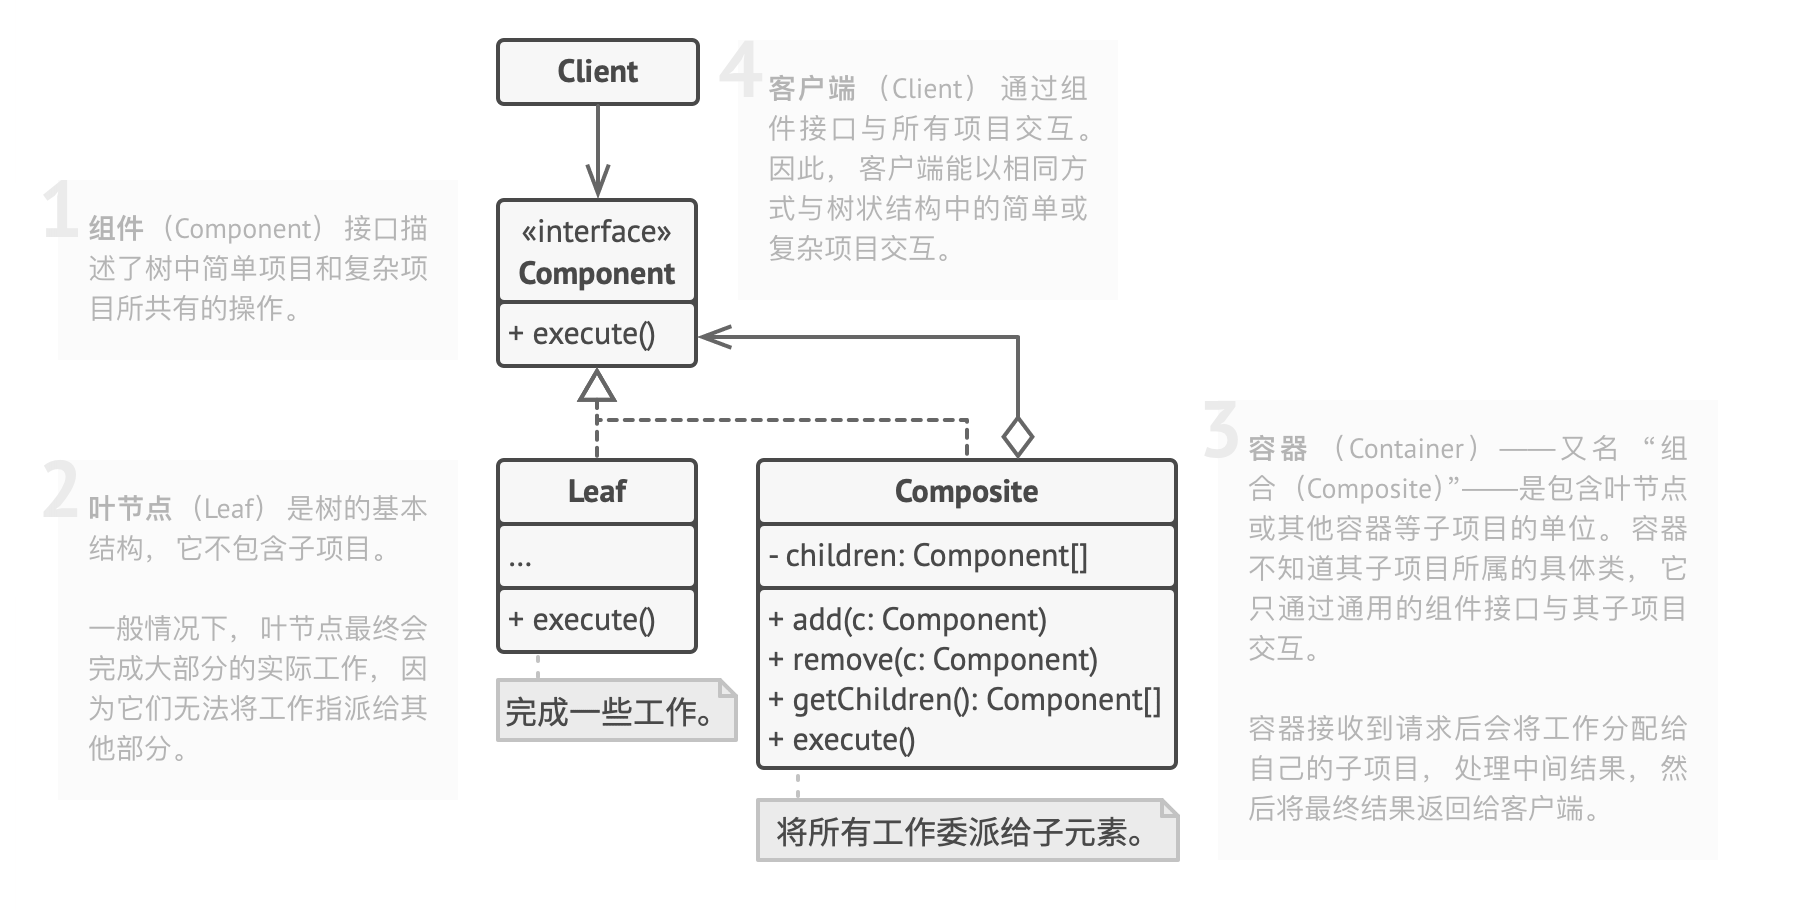 Client
4
客户端（Client） 通过组
件接口与所有项目交互。
因此， 客户端能以相同方
式与树状结构中的简单或
复杂项目交互。
1
组件（Component） 接口描
述了树中简单项目和复杂项
目所共有的操作。
«interface»
Component
+ execute()
2
叶节点（Leaf） 是树的基本
结构， 它不包含子项目。
一般情况下， 叶节点最终会
完成大部分的实际工作， 因
为它们无法将工作指派给其
他部分。
Leaf
...
+ execute()
完成一些工作。
Composite
- children: Component[]
+ add(c: Component)
+ remove(c: Component)
+ getChildren(): Component[]
+ execute()
将所有工作委派给子元素。
3
容器（Container）——又名 “组
合（Composite）”——是包含叶节点
或其他容器等子项目的单位。 容器
不知道其子项目所属的具体类， 它
只通过通用的组件接口与其子项目
交互。
容器接收到请求后会将工作分配给
自己的子项目， 处理中间结果， 然
后将最终结果返回给客户端。